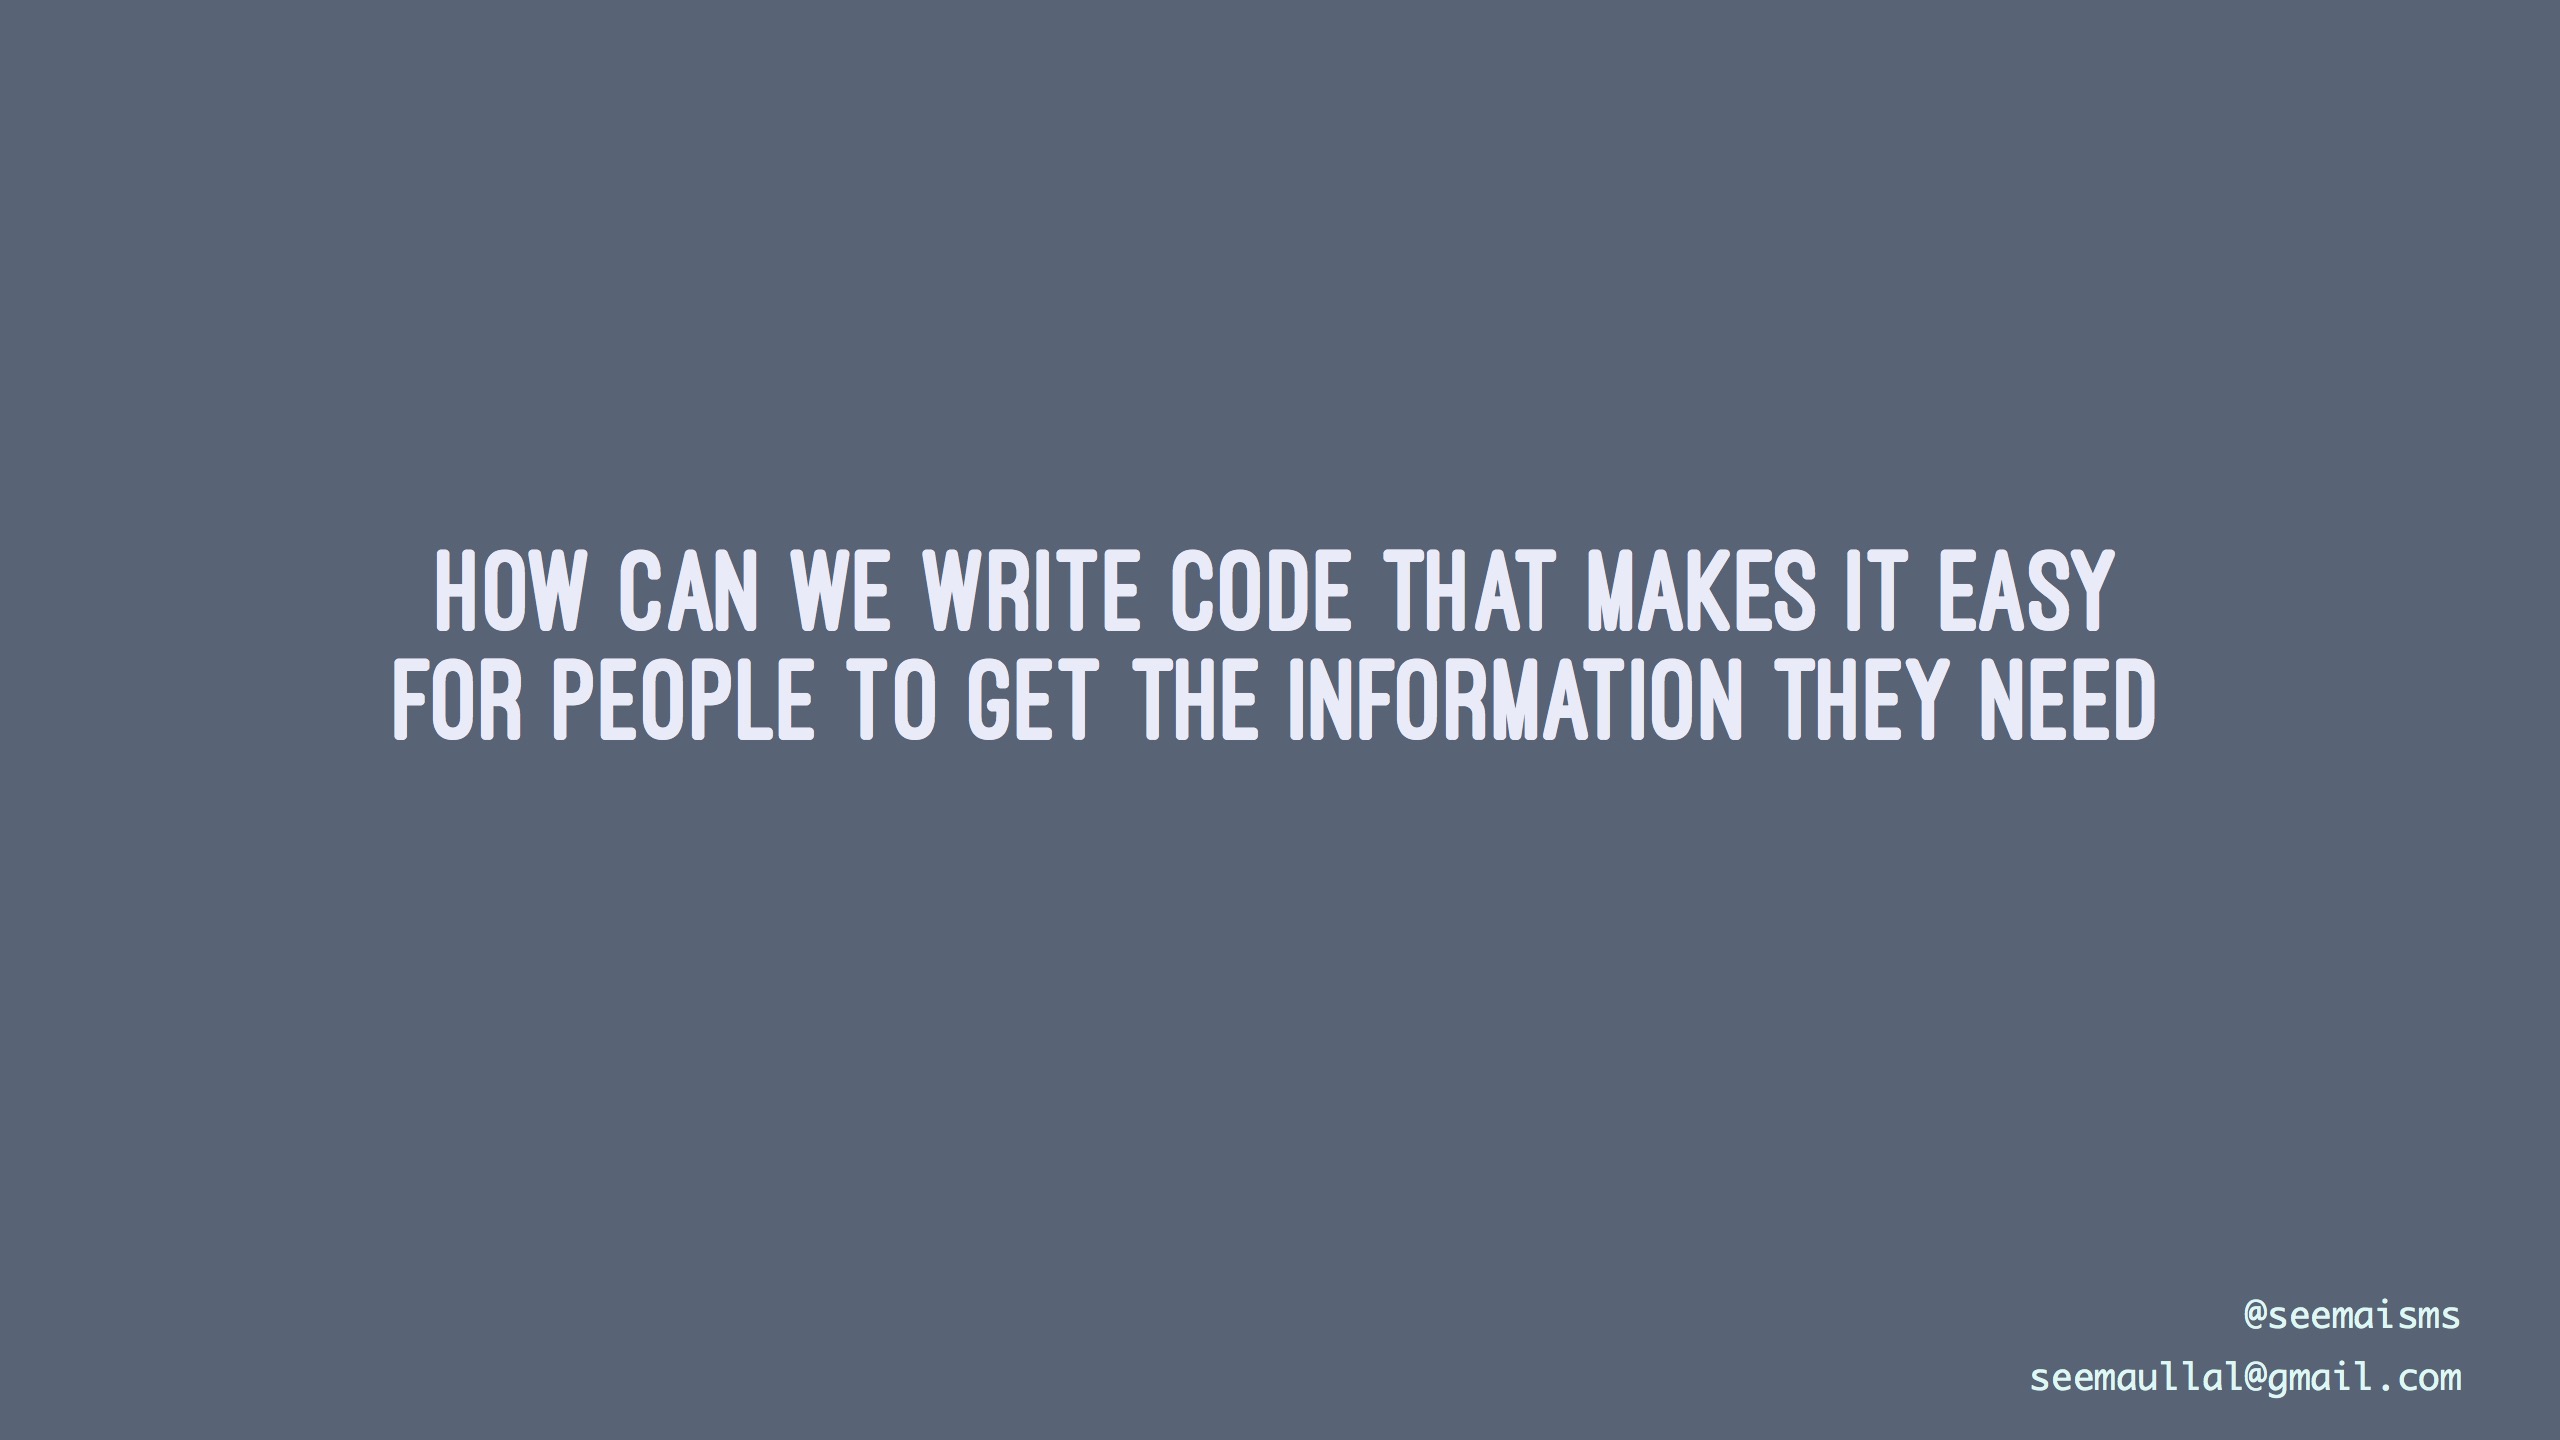 HOW CAN WE WRITE CODE THAT MAKES IT EASY
FOR PEOPLE TO GET THE INFORMATION THEY NEED
@seemaisms
seemaullal@gmail.com